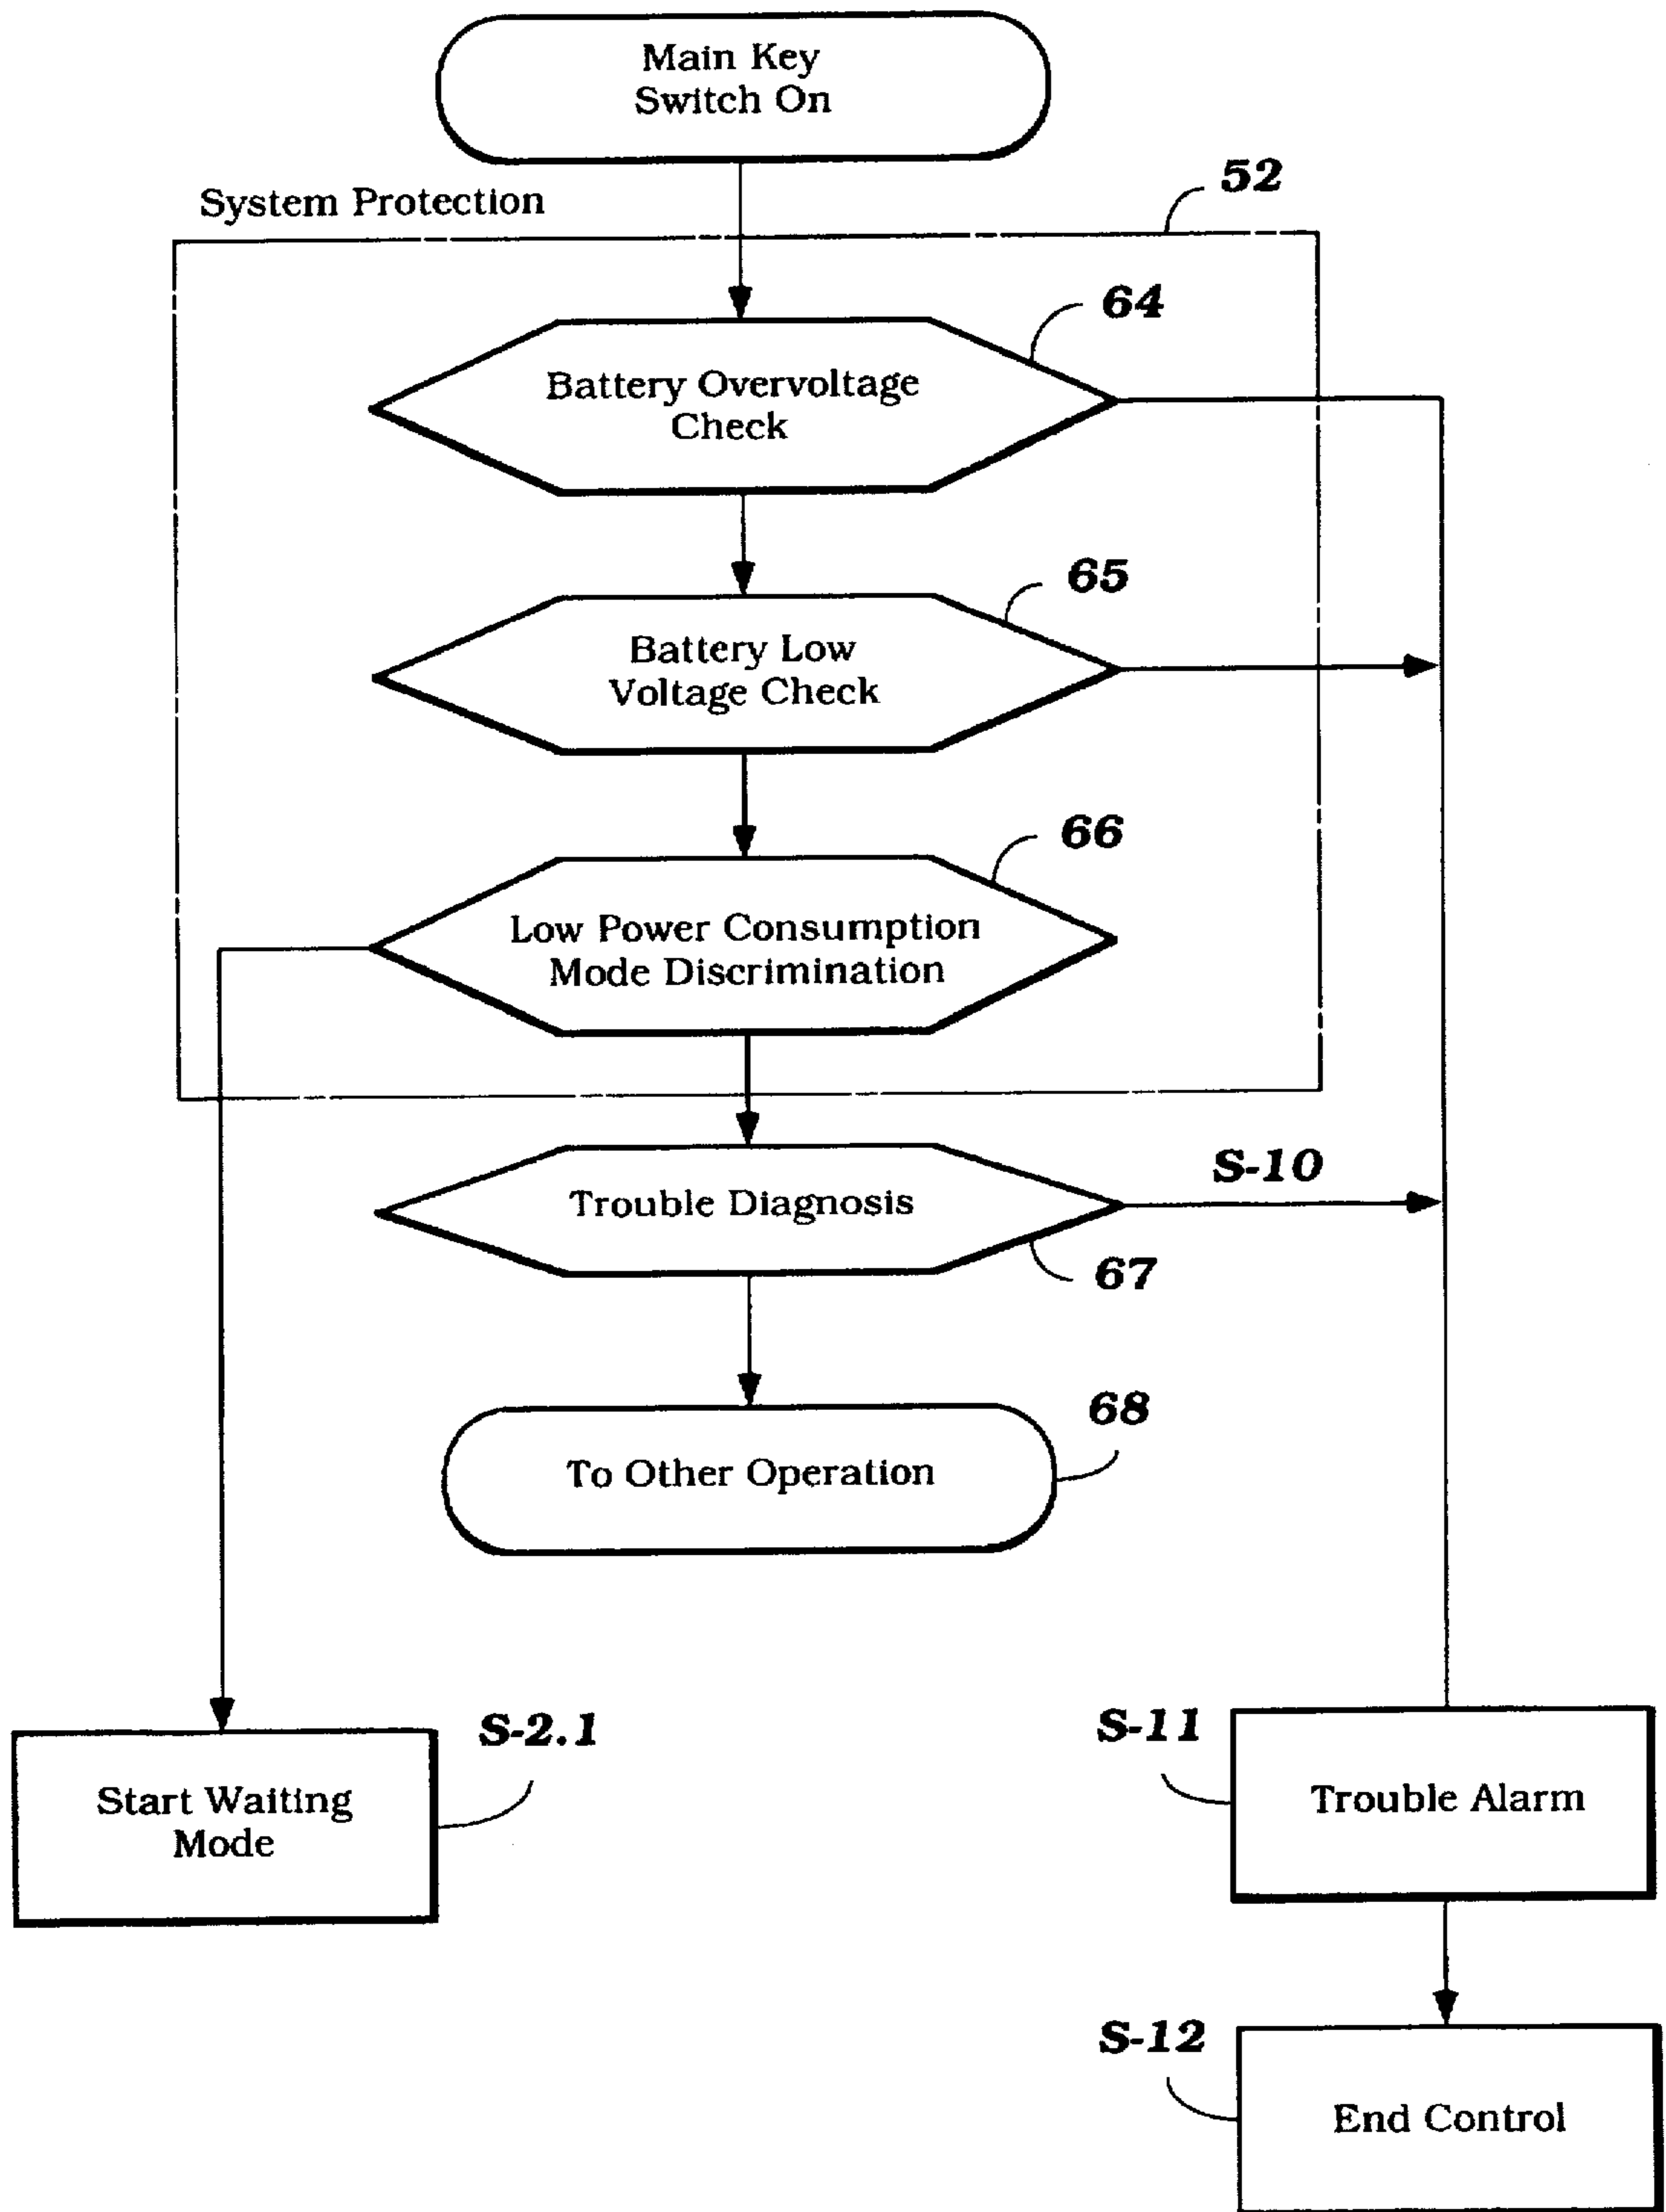 Main Key
Switch On
52
System Protection
64
Battery Overvoltage
Check
65
Battery Low
Voltage Check
66
Low Power Consumption
Mode Discrimination
S-10
Trouble Diagnosis
67
68
To Other Operation
S-2.1
S-11
Start Waiting
Mode
Trouble Alarm
S-12
End Control